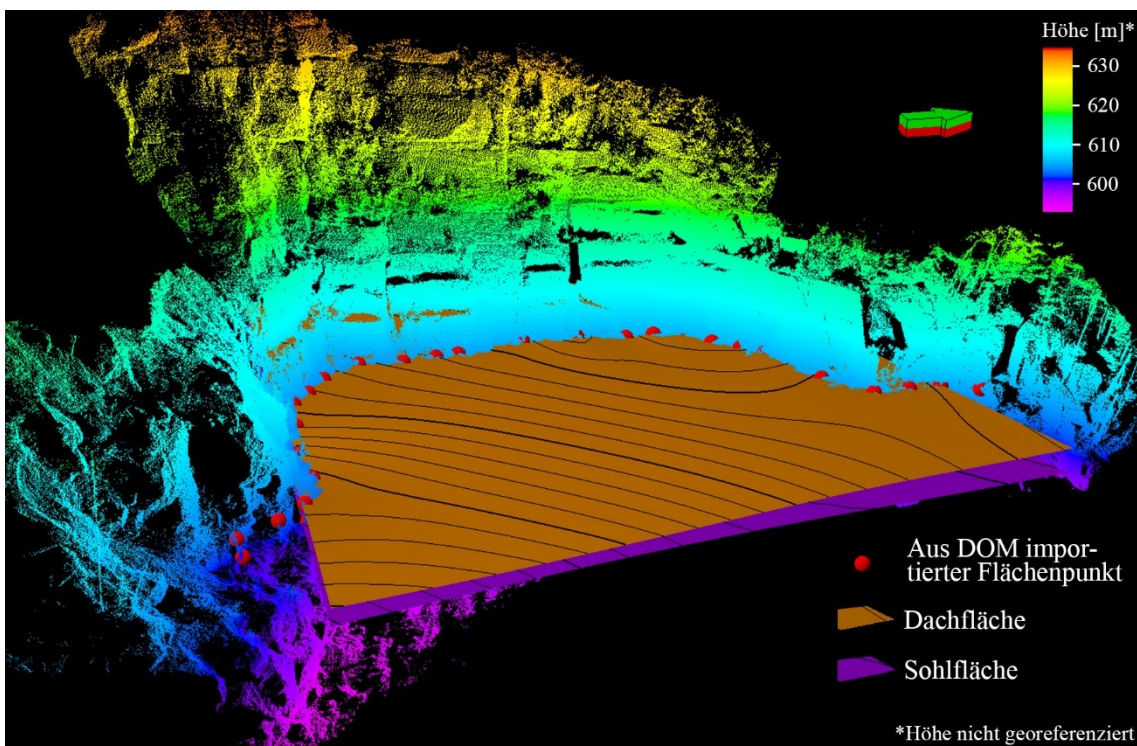 Höhe [m]*
630
620
610
600
Aus DOM impor-
tierter Flächenpunkt
Dachfläche
Sohlfläche
*Höhe nicht georeferenziert